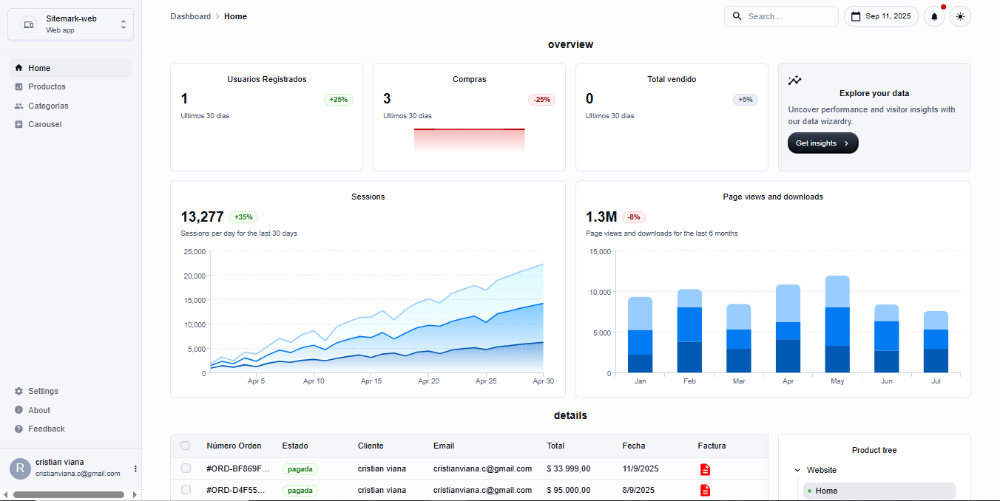 Sitemark-web
Web app
Home
Productos
Categorias
Carousel
Settings
About
Feedback
R
cristian viana
cristianviana.c@gmail.com
Dashboard > Home
Search...
Sep 11, 2025
overview
Usuarios Registrados
1
+25%
Ultimos 30 dias
Compras
3
-25%
Ultimos 30 dias
Total vendido
0
+5%
Ultimos 30 dias
Explore your data
Uncover performance and visitor insights with
our data wizardry.
Get insights
Sessions
13,277 +35%
Sessions per day for the last 30 days
25,000
20,000
15,000
10,000
5,000
0
Apr 5 Apr 10 Apr 15 Apr 20 Apr 25 Apr 30
Page views and downloads
1.3M -8%
Page views and downloads for the last 6 months
15,000
10,000
5,000
0
Jan Feb Mar Apr May Jun Jul
details
Número Orden Estado Cliente Email Total Fecha Factura
#ORD-BF869F... pagada cristian viana cristianviana.c@gmail.com $ 33.999,00 11/9/2025
#ORD-D4F55... pagada cristian viana cristianviana.c@gmail.com $ 95.000,00 8/9/2025
Product tree
Website
Home